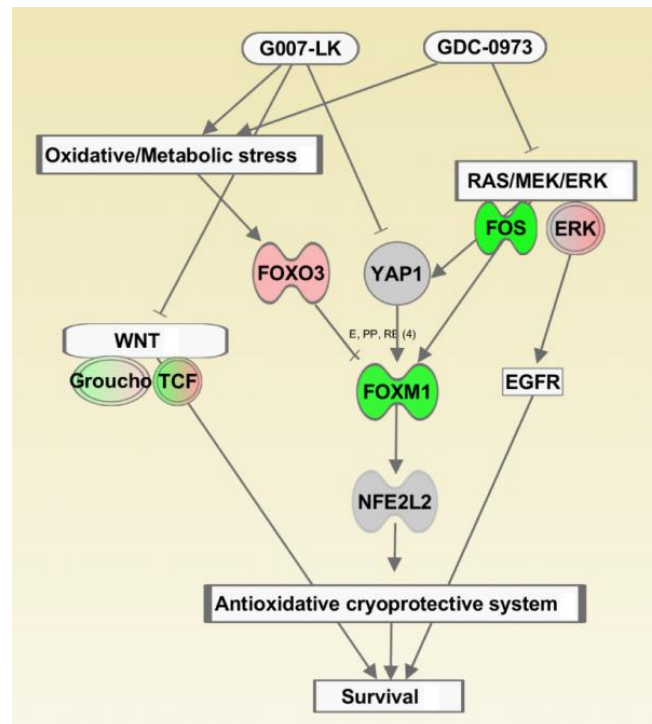 G007-LK
GDC-0973
Oxidative/Metabolic stress
RAS/MEK/ERK
FOS
ERK
FOXO3
YAP1
E, PP, RB (4)
WNT
Groucho
TCF
FOXM1
EGFR
NFE2L2
Antioxidative cryoprotective system
Survival